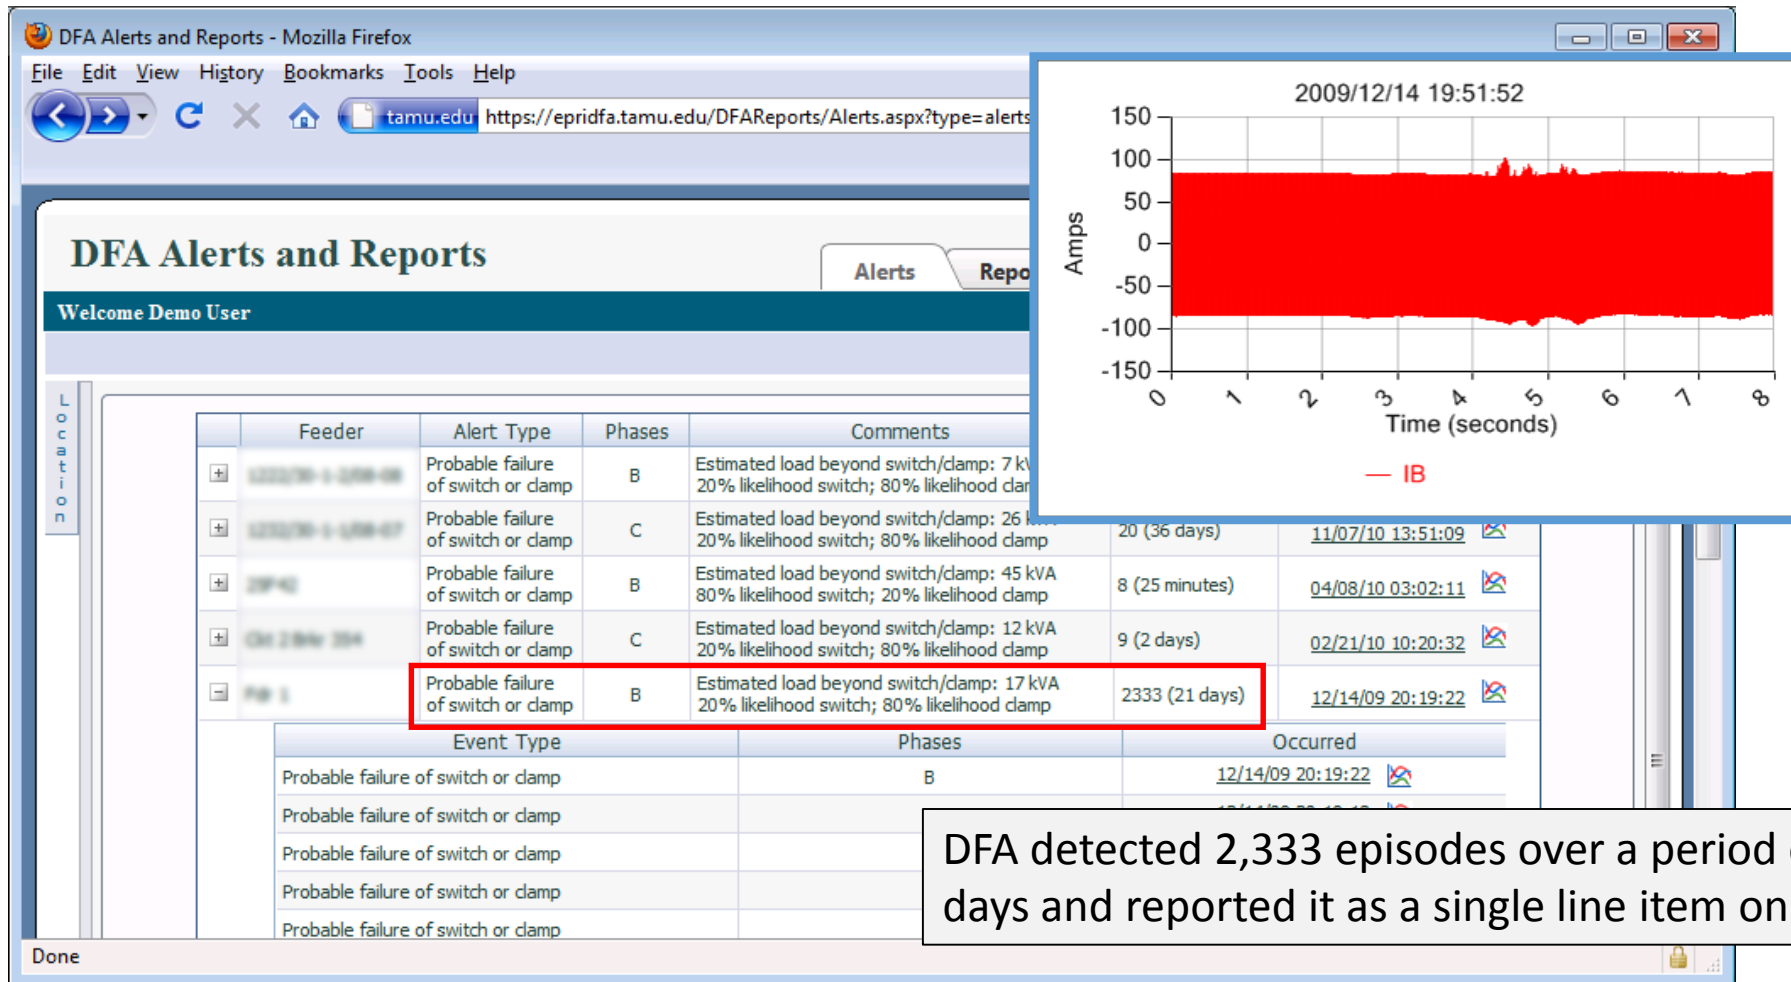 DFA Alerts and Reports - Mozilla Firefox
File Edit View History Bookmarks Tools Help
tamu.edu https://epridfa.tamu.edu/DFAReports/Alerts.aspx?type=alerts
DFA Alerts and Reports
Alerts
Repo
Welcome Demo User
Location
2009/12/14 19:51:52
150
100
50
0
-50
-100
-150
Amps
0 1 2 3 4 5 6 7 8
Time (seconds)
IB
Feeder Alert Type Phases Comments
Probable failure
of switch or clamp
B
Estimated load beyond switch/clamp: 7
20% likelihood switch; 80% likelihood
Probable failure
of switch or clamp
C
Estimated load beyond switch/clamp: 26
20% likelihood switch; 80% likelihood clamp
20 (36 days)
11/07/10 13:51:09
Probable failure
of switch or clamp
B
Estimated load beyond switch/clamp: 45 kVA
80% likelihood switch; 20% likelihood clamp
8 (25 minutes)
04/08/10 03:02:11
Probable failure
of switch or clamp
C
Estimated load beyond switch/clamp: 12 kVA
20% likelihood switch; 80% likelihood clamp
9 (2 days)
02/21/10 10:20:32
Probable failure
of switch or clamp
B
Estimated load beyond switch/clamp: 17 kVA
20% likelihood switch; 80% likelihood clamp
2333 (21 days)
12/14/09 20:19:22
Event Type Phases Occurred
Probable failure of switch or clamp B 12/14/09 20:19:22
Probable failure of switch or clamp
Probable failure of switch or clamp
Probable failure of switch or clamp
Probable failure of switch or clamp
DFA detected 2,333 episodes over a period
days and reported it as a single line item on
Done